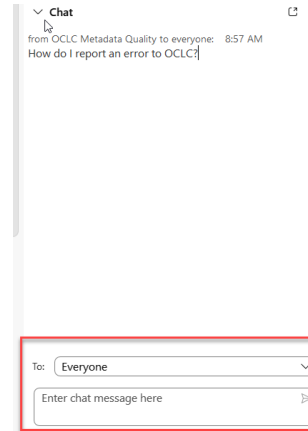 Chat
from OCLC Metadata Quality to everyone: 8:57 AM
How do I report an error to OCLC?
To: Everyone
Enter chat message here